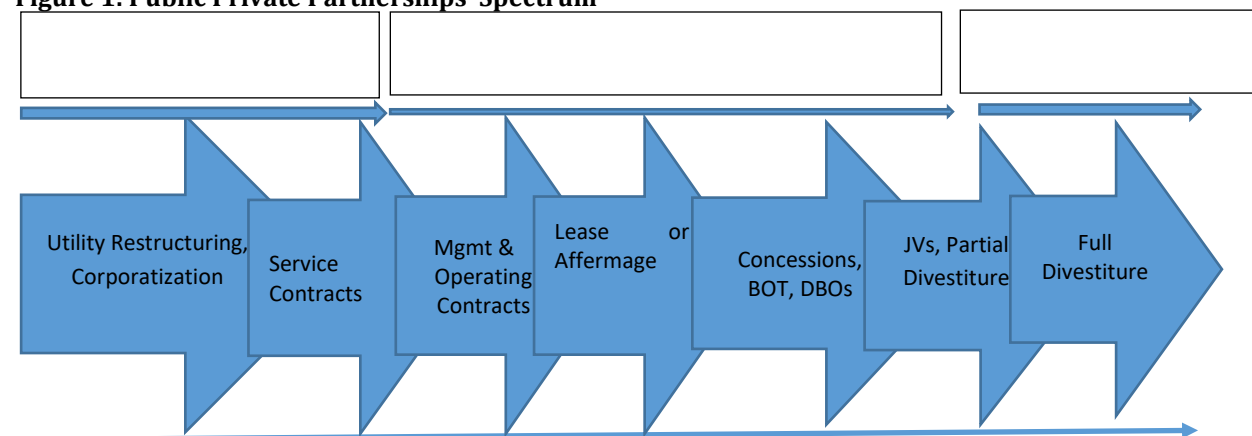 Figure 1: Public Private Partnerships' Spectrum
Utility Restructuring,
Corporatization
Service
Contracts
Mgmt &
Operating
Contracts
Lease or
Affermage
Concessions,
BOT, DBOs
JVs, Partial
Divestiture
Full
Divestiture